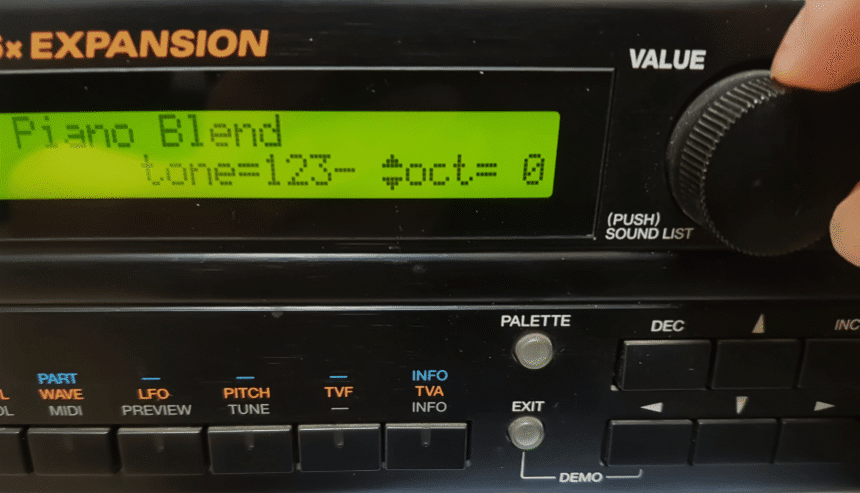 6x EXPANSION
VALUE
Piano Blend
tone=123- oct= 0
(PUSH)
SOUND LIST
PALETTE
DEC
INC
PART
INFO
WAVE
LFO
PITCH
TVF
TVA
MIDI
PREVIEW
TUNE
INFO
EXIT
DEMO